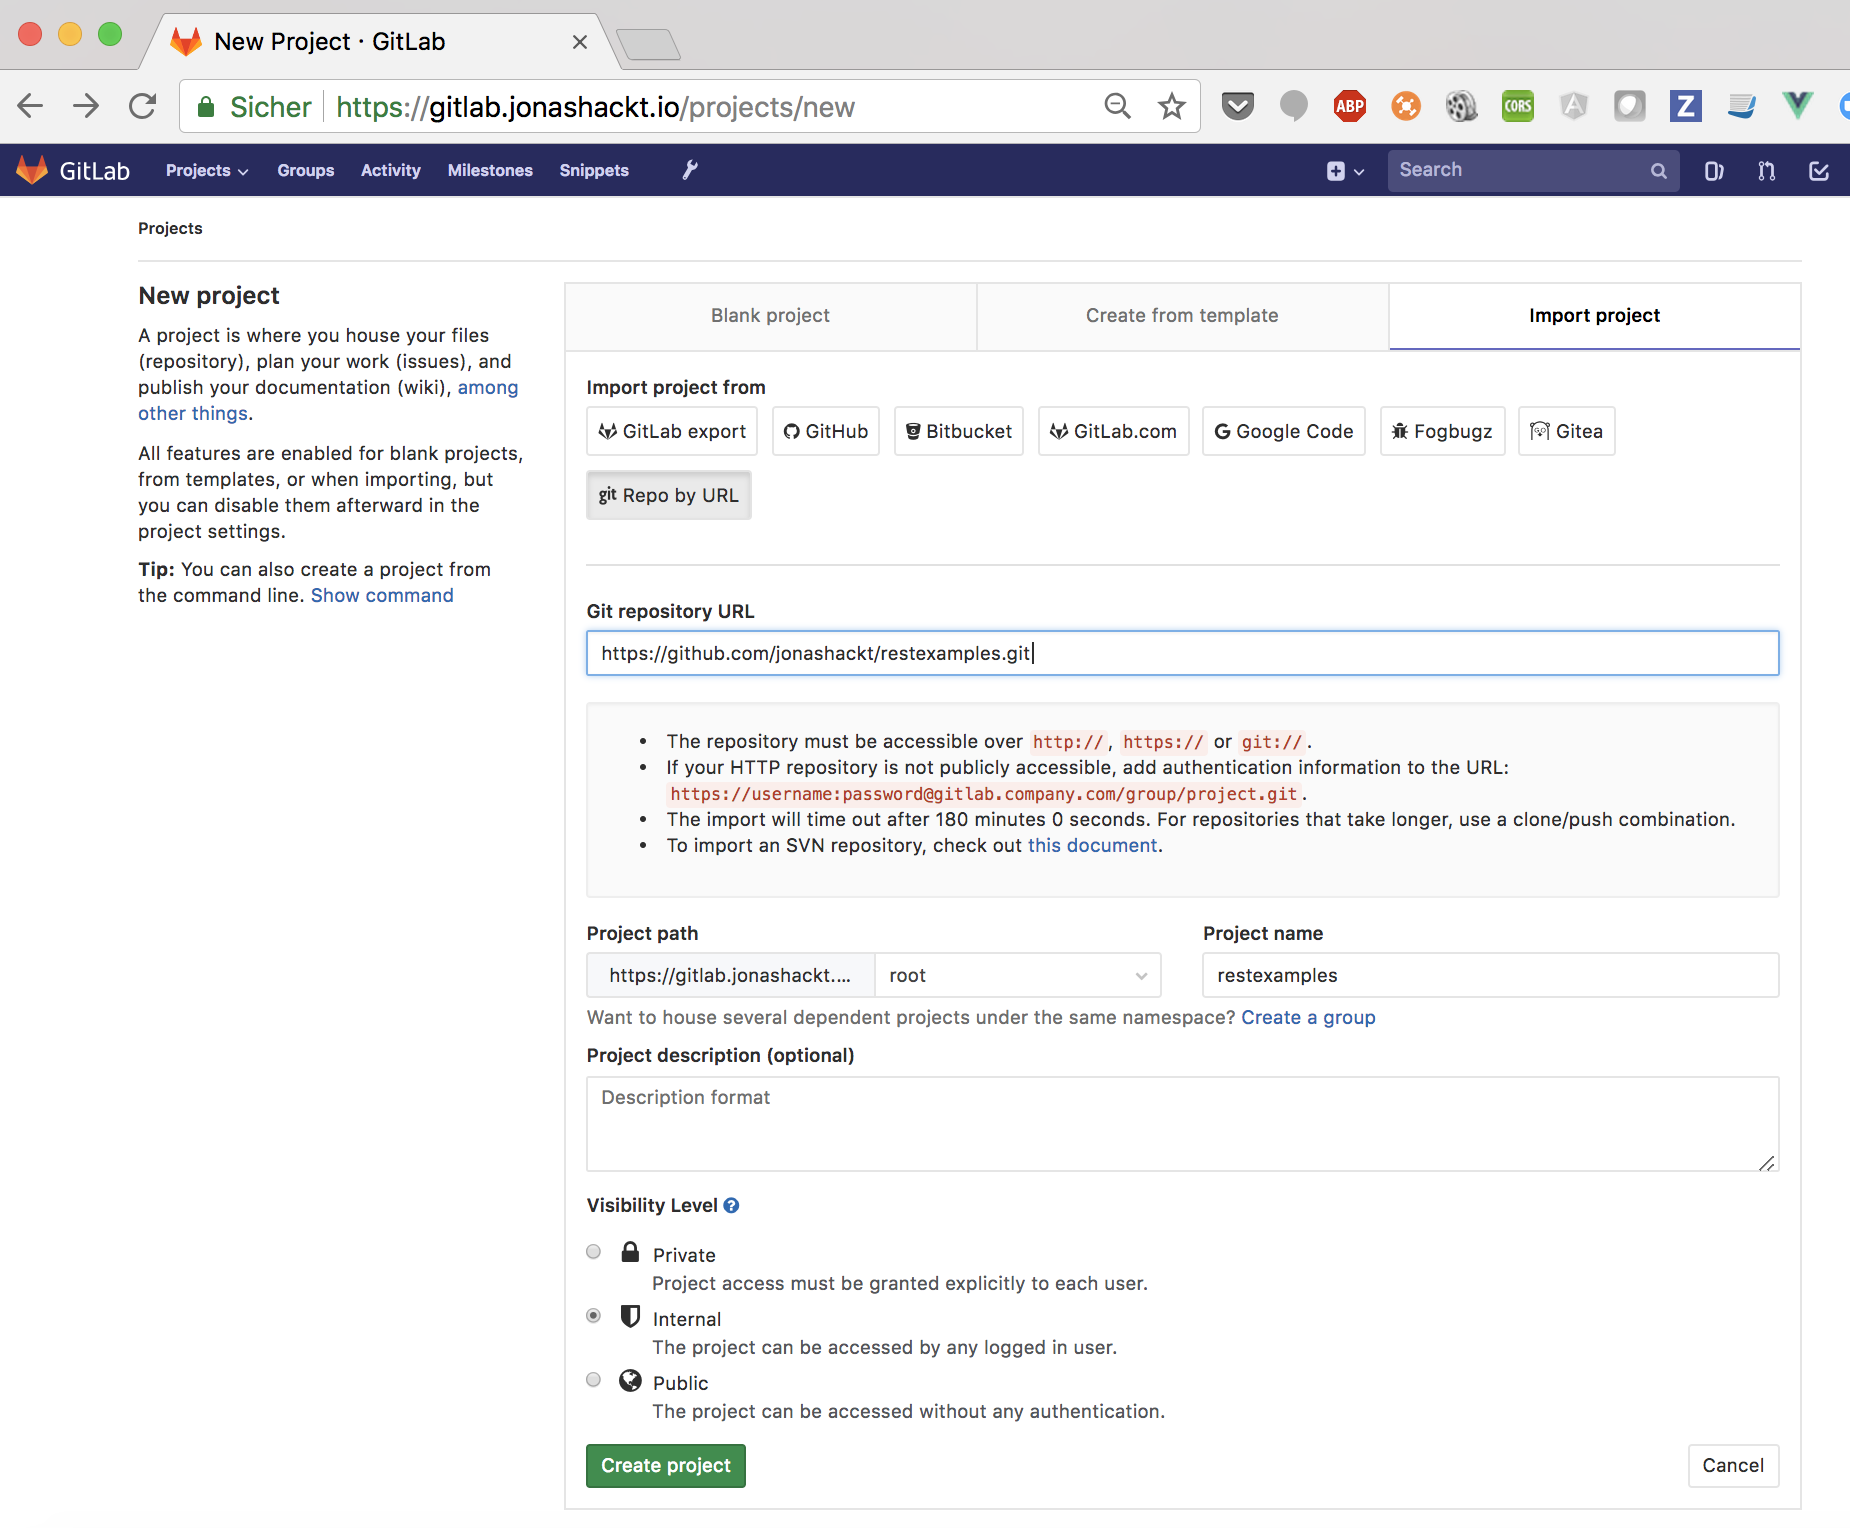 New Project · GitLab
Sicher https://gitlab.jonashackt.io/projects/new
ABP
CORS
Z
GitLab Projects Groups Activity Milestones Snippets Search
Projects
New project
A project is where you house your files
(repository), plan your work (issues), and
publish your documentation (wiki), among
other things.
All features are enabled for blank projects,
from templates, or when importing, but
you can disable them afterward in the
project settings.
Tip: You can also create a project from
the command line. Show command
Blank project Create from template Import project
Import project from
GitLab export GitHub Bitbucket GitLab.com G Google Code Fogbugz Gitea
git Repo by URL
Git repository URL
https://github.com/jonashackt/restexamples.git
• The repository must be accessible over http://, https:// or git://.
• If your HTTP repository is not publicly accessible, add authentication information to the URL:
https://username:password@gitlab.company.com/group/project.git.
• The import will time out after 180 minutes 0 seconds. For repositories that take longer, use a clone/push combination.
• To import an SVN repository, check out this document.
Project path Project name
https://gitlab.jonashackt.... root restexamples
Want to house several dependent projects under the same namespace? Create a group
Project description (optional)
Description format
Visibility Level ?
Private
Project access must be granted explicitly to each user.
Internal
The project can be accessed by any logged in user.
Public
The project can be accessed without any authentication.
Create project Cancel